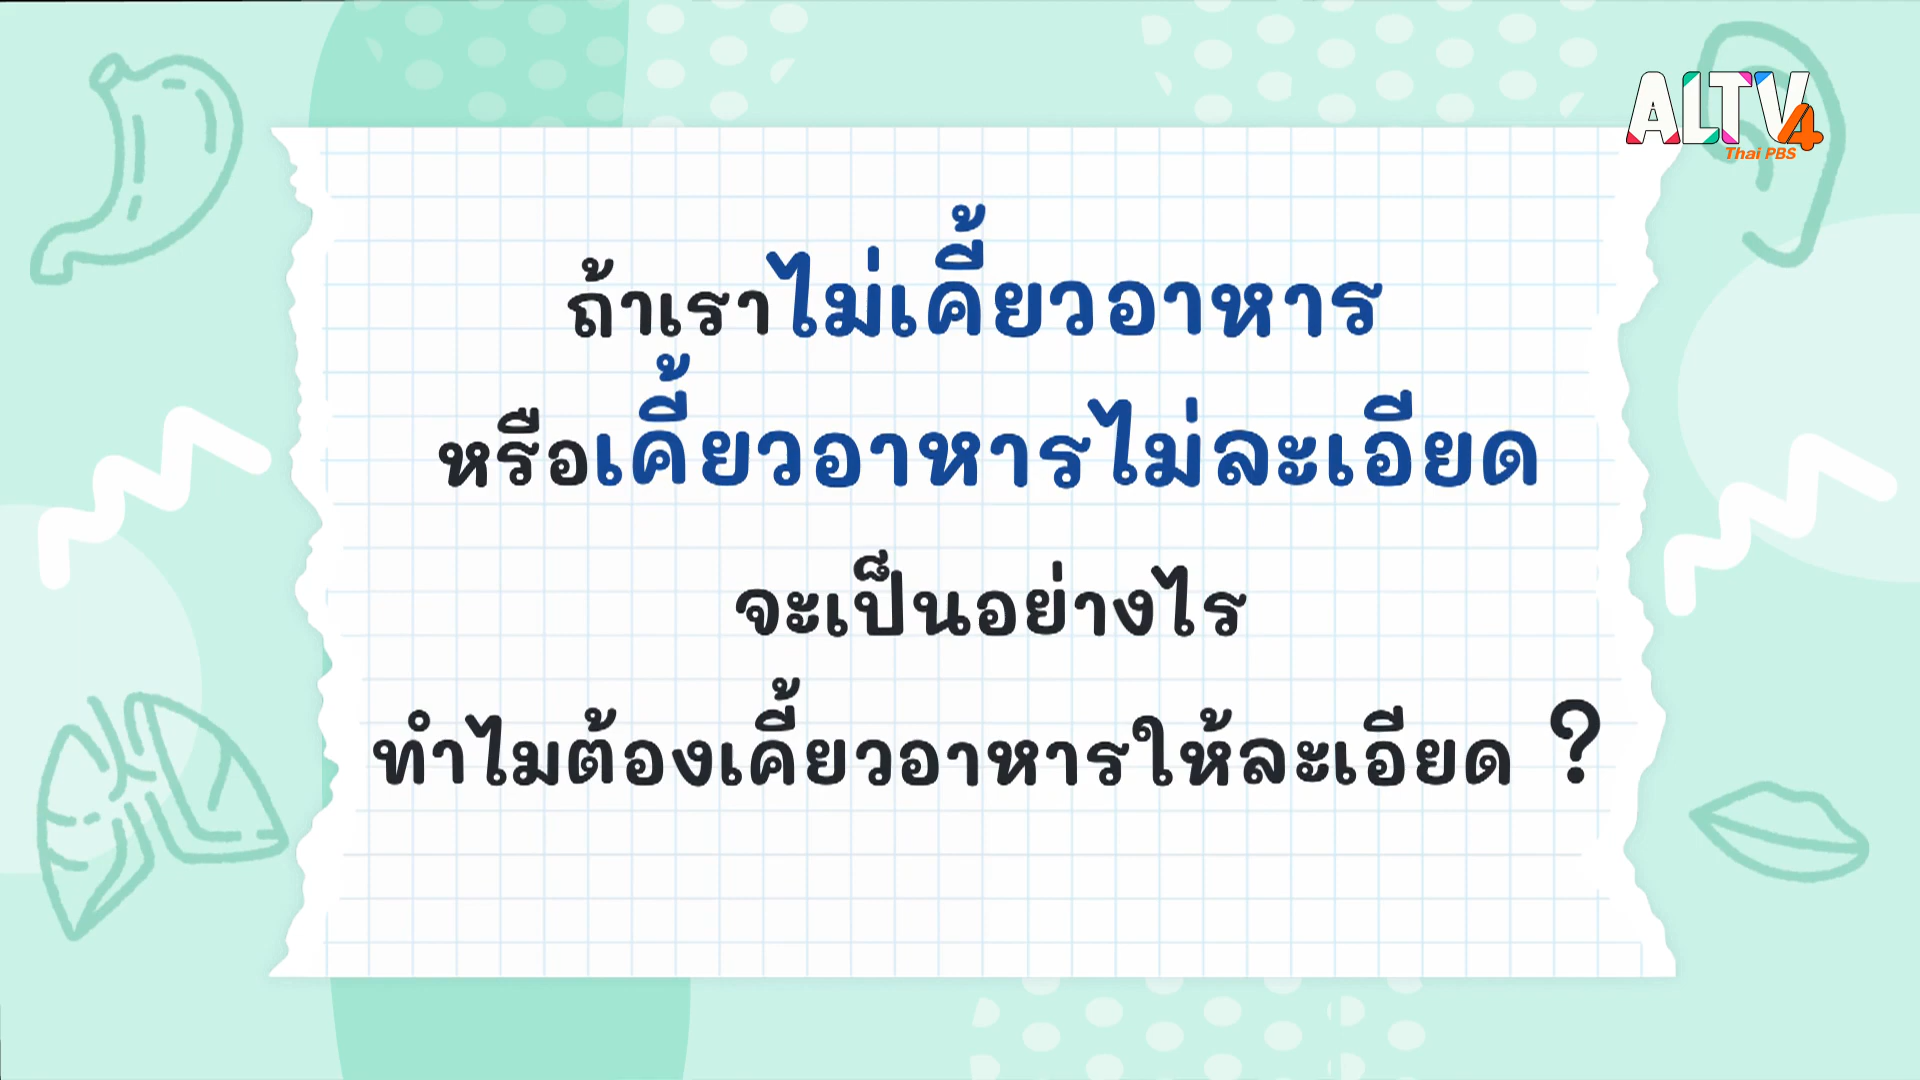 ALTV4
Thai PBS
ถ้าเราไม่เคี้ยวอาหาร
หรือเคี้ยวอาหารไม่ละเอียด
จะเป็นอย่างไร
ทำไมต้องเคี้ยวอาหารให้ละเอียด ?